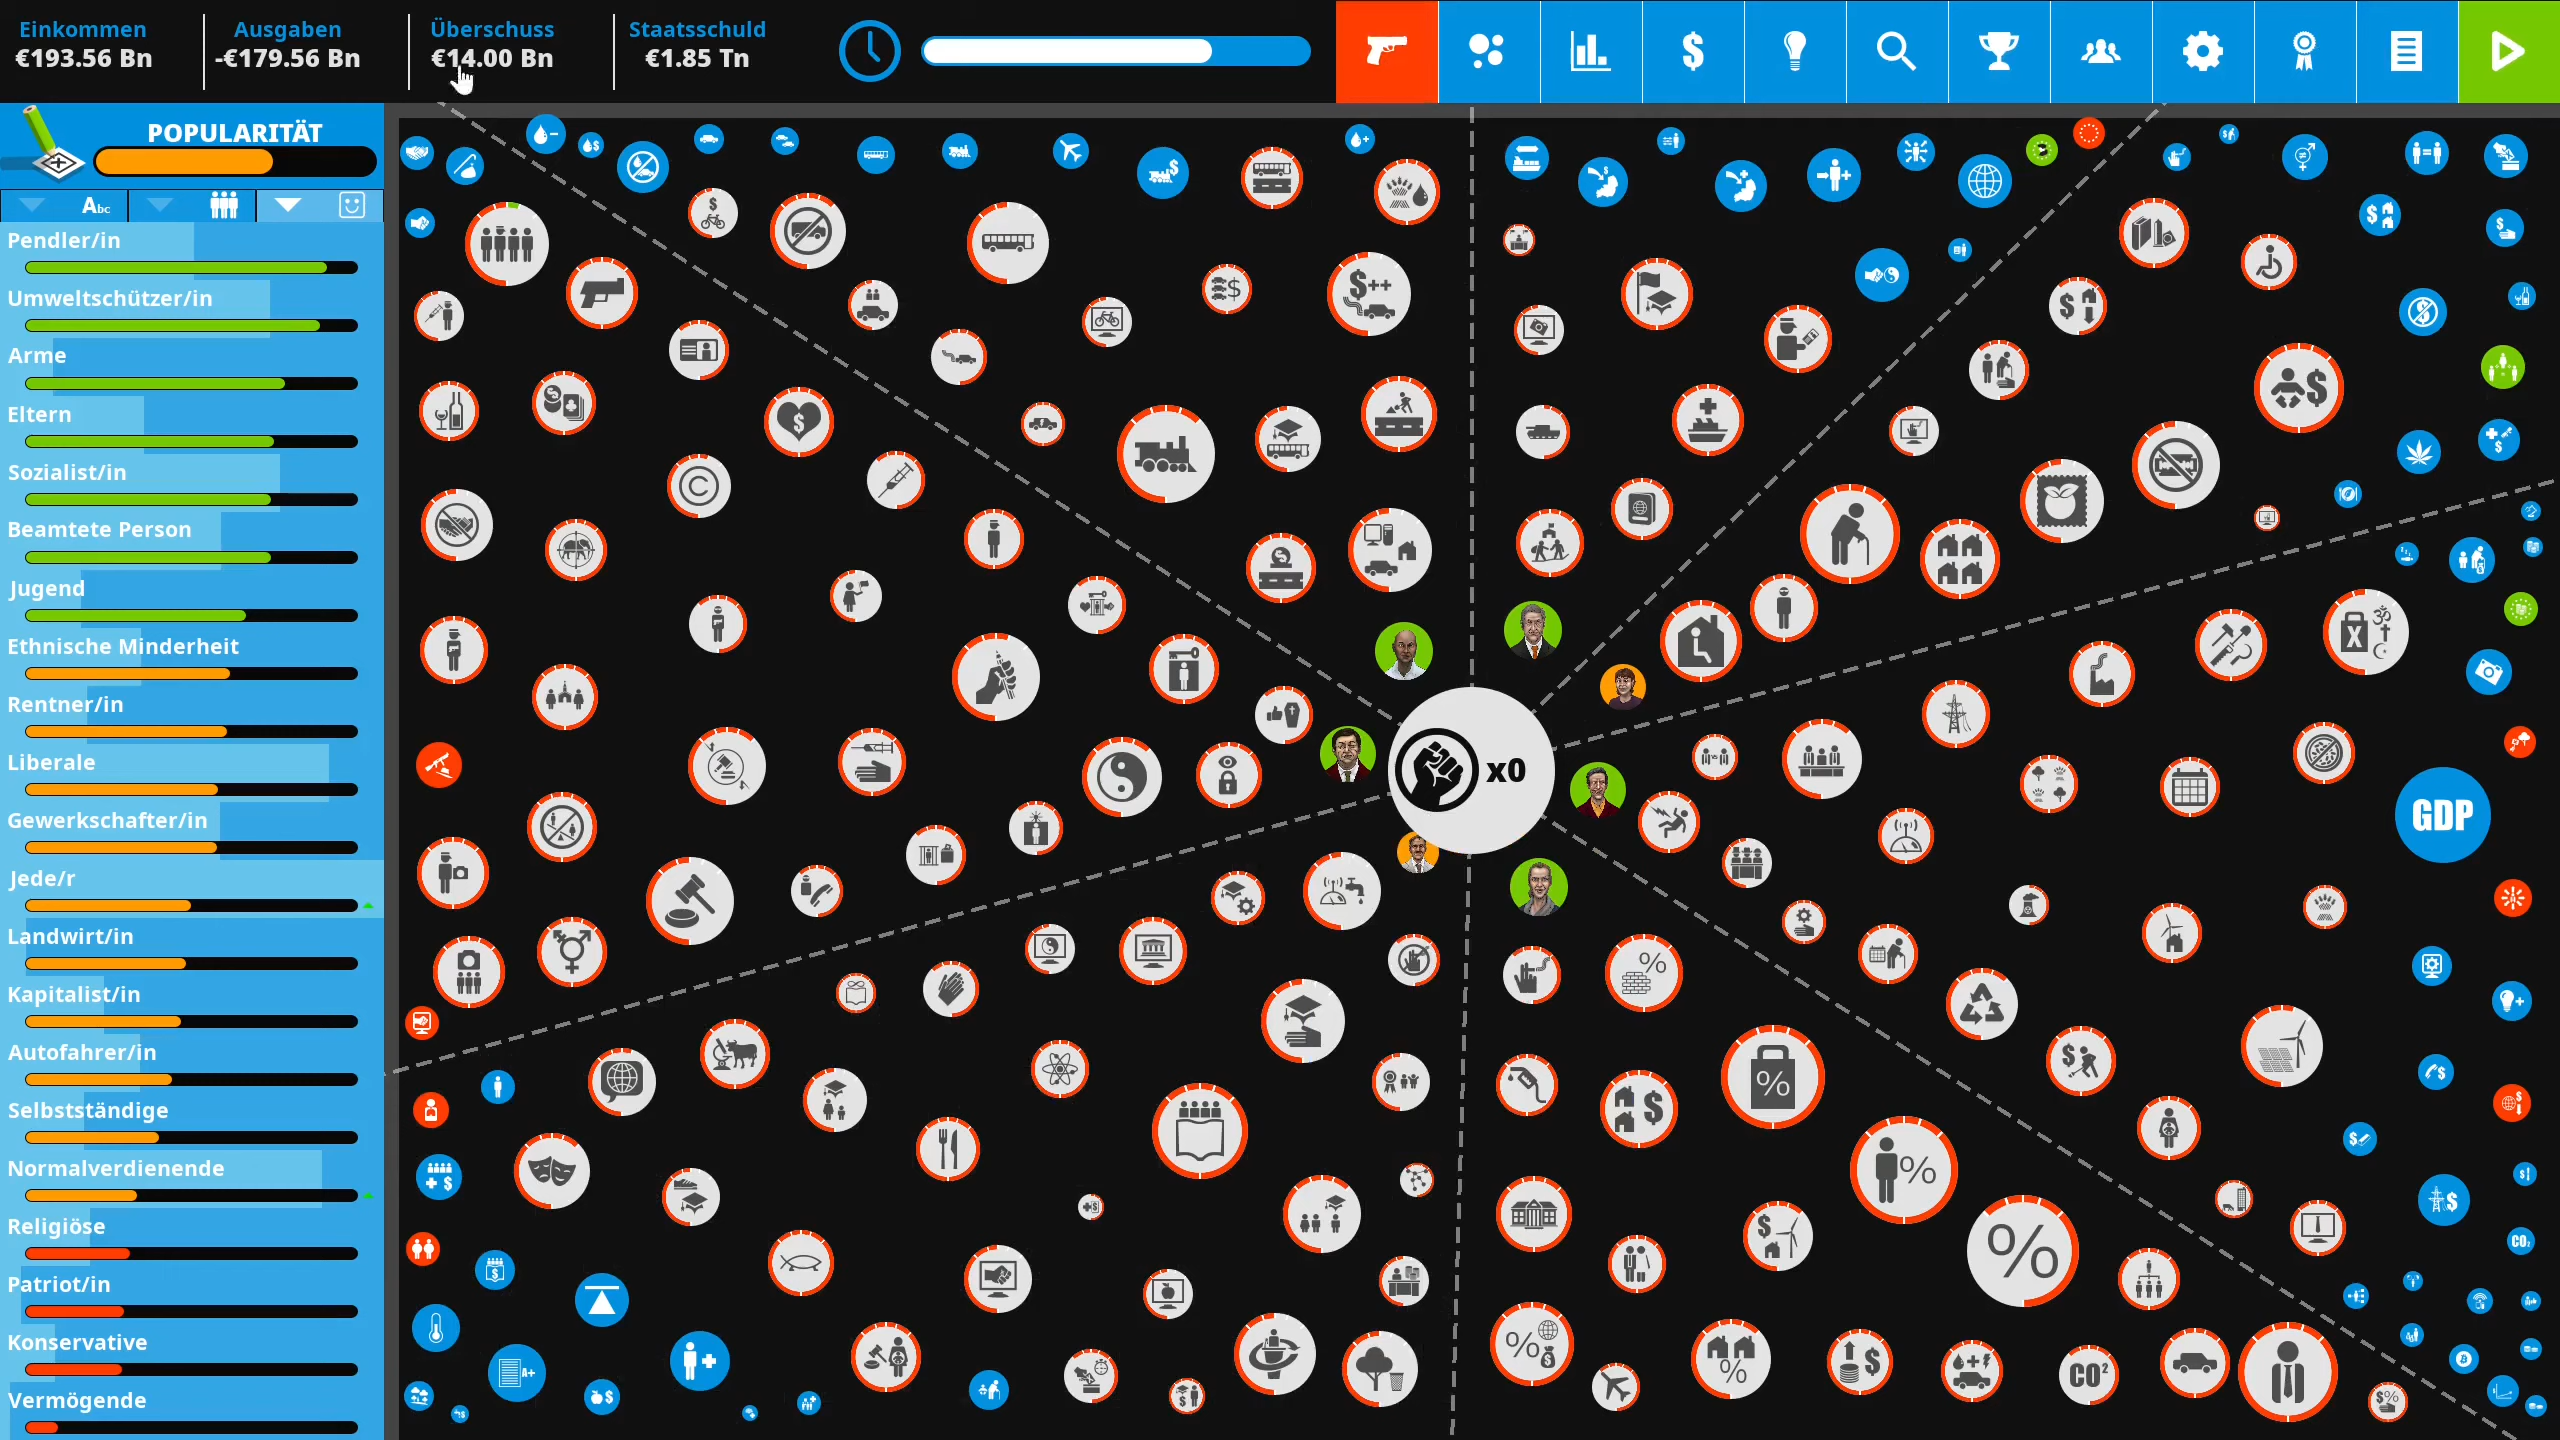 Einkommen
€193.56 Bn
Ausgaben
-€179.56 Bn
Überschuss
€14.00 Bn
Staatsschuld
€1.85 Tn
POPULARITÄT
Abc
Pendler/in
Umweltschützer/in
Arme
Eltern
Sozialist/in
Beamtete Person
Jugend
Ethnische Minderheit
Rentner/in
Liberale
Gewerkschafter/in
Jede/r
Landwirt/in
Kapitalist/in
Autofahrer/in
Selbstständige
Normalverdienende
Religiöse
Patriot/in
Konservative
Vermögende
x0
GDP
CO₂
CO²
A+